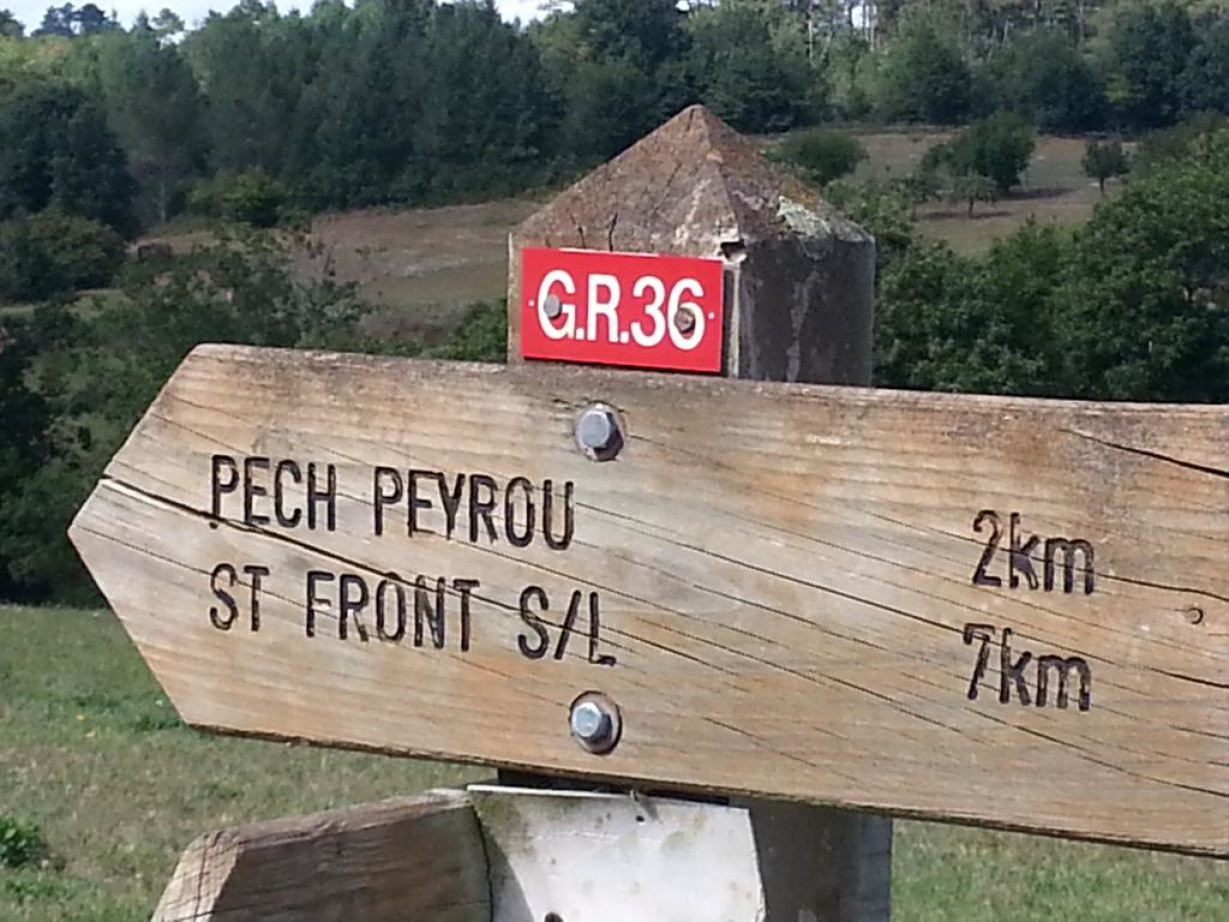 G.R.36
PECH PEYROU 2km
ST FRONT S/L 7km